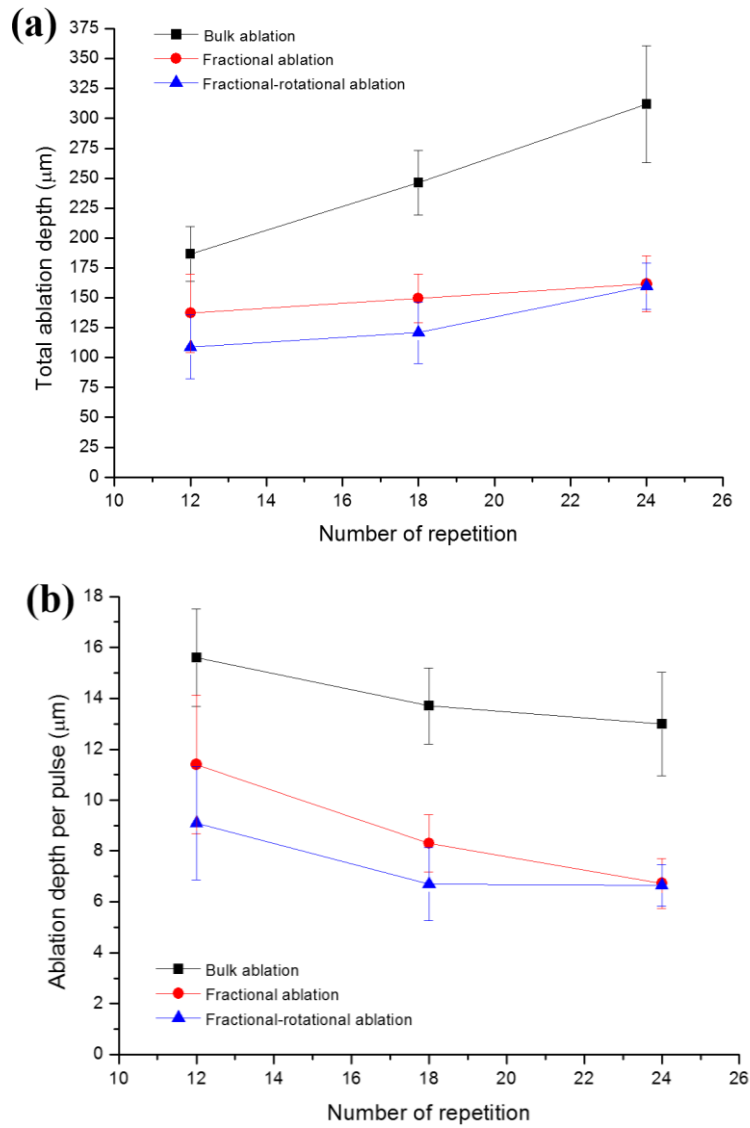 (a)
Bulk ablation
Fractional ablation
Fractional-rotational ablation
Total ablation depth (μm)
375
350
325
300
275
250
225
200
175
150
125
100
75
50
25
0
10 12 14 16 18 20 22 24 26
Number of repetition
(b)
Ablation depth per pulse (μm)
18
16
14
12
10
8
6
4
2
0
Bulk ablation
Fractional ablation
Fractional-rotational ablation
10 12 14 16 18 20 22 24 26
Number of repetition